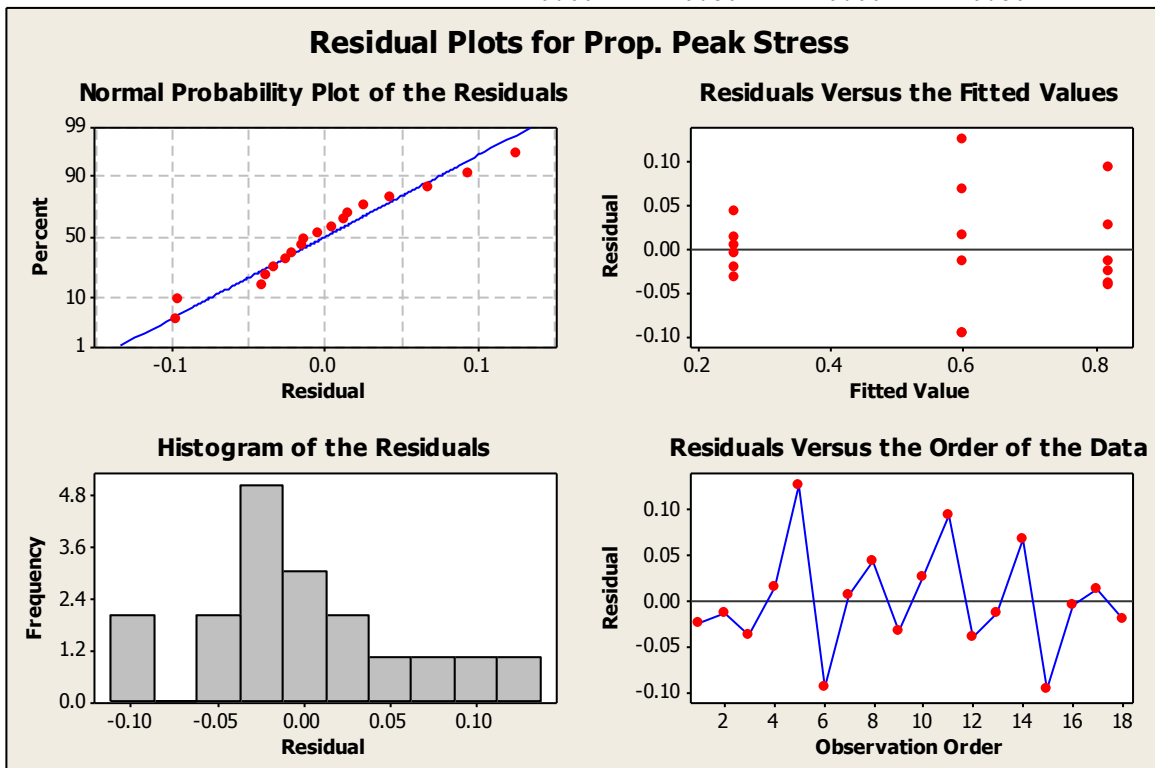 Residual Plots for Prop. Peak Stress
Normal Probability Plot of the Residuals
99
90
50
10
1
Percent
-0.1 0.0 0.1
Residual
Residuals Versus the Fitted Values
0.10
0.05
0.00
-0.05
-0.10
Residual
0.2 0.4 0.6 0.8
Fitted Value
Histogram of the Residuals
4.8
3.6
2.4
1.2
0.0
Frequency
-0.10 -0.05 0.00 0.05 0.10
Residual
Residuals Versus the Order of the Data
0.10
0.05
0.00
-0.05
-0.10
Residual
2 4 6 8 10 12 14 16 18
Observation Order